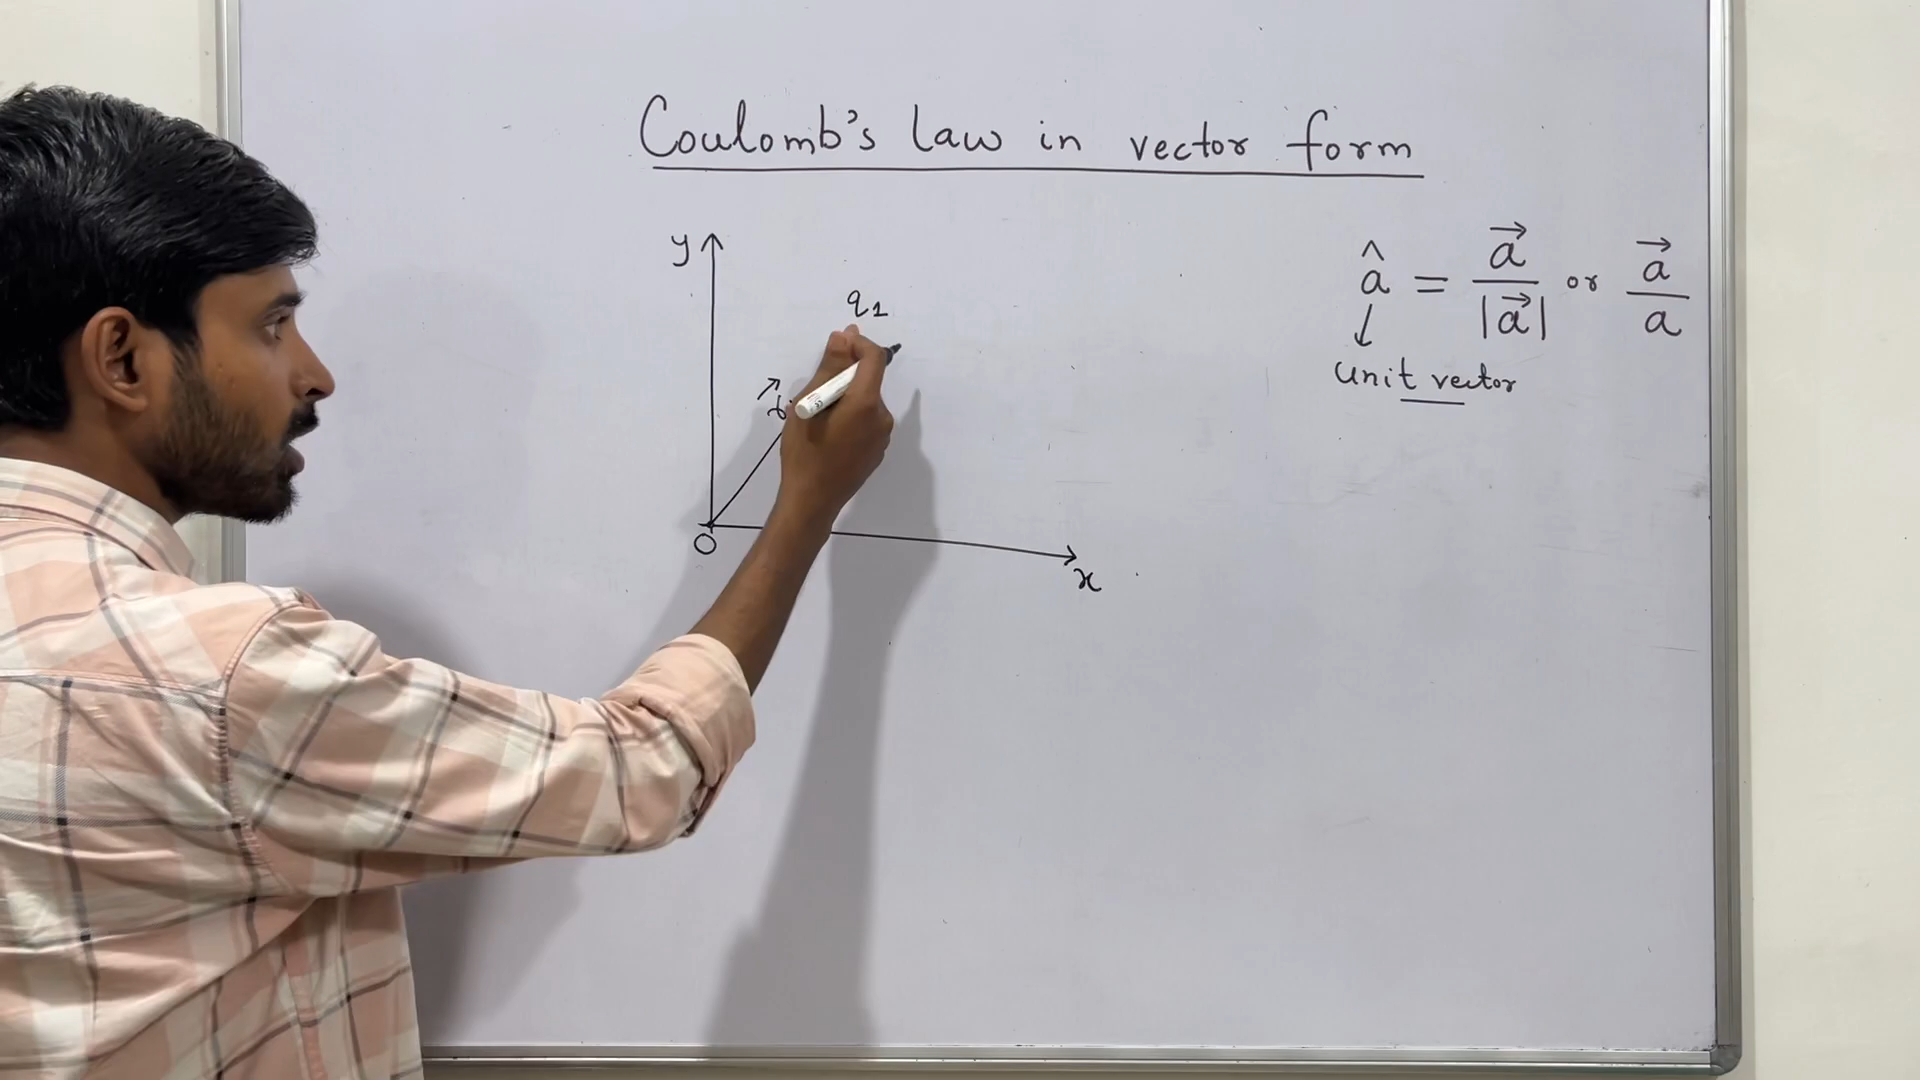 Coulomb's law in vector form
y
q1
r⃗
O
x
â = a⃗ / |a⃗| or a⃗ / a
↓
unit vector